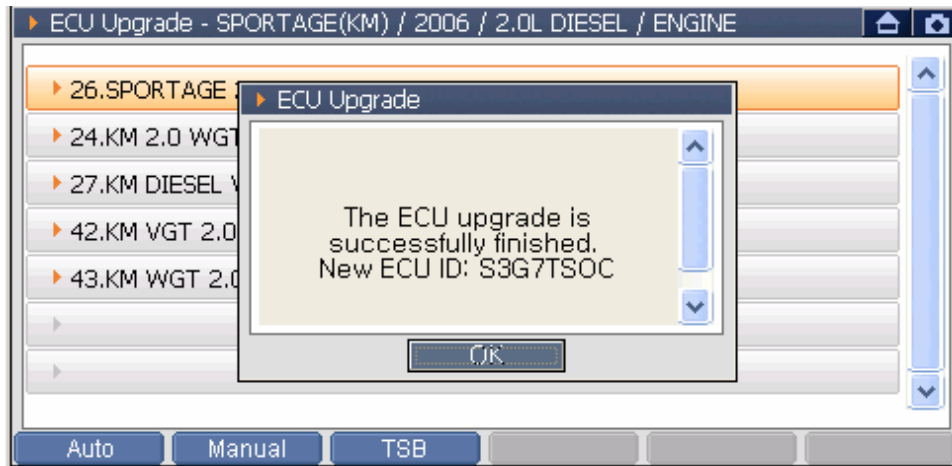 ECU Upgrade - SPORTAGE(KM) / 2006 / 2.0L DIESEL / ENGINE
26.SPORTAGE
ECU Upgrade
24.KM 2.0 WGT
27.KM DIESEL
42.KM VGT 2.0
43.KM WGT 2.0
The ECU upgrade is
successfully finished.
New ECU ID: S3G7TSOC
OK
Auto Manual TSB